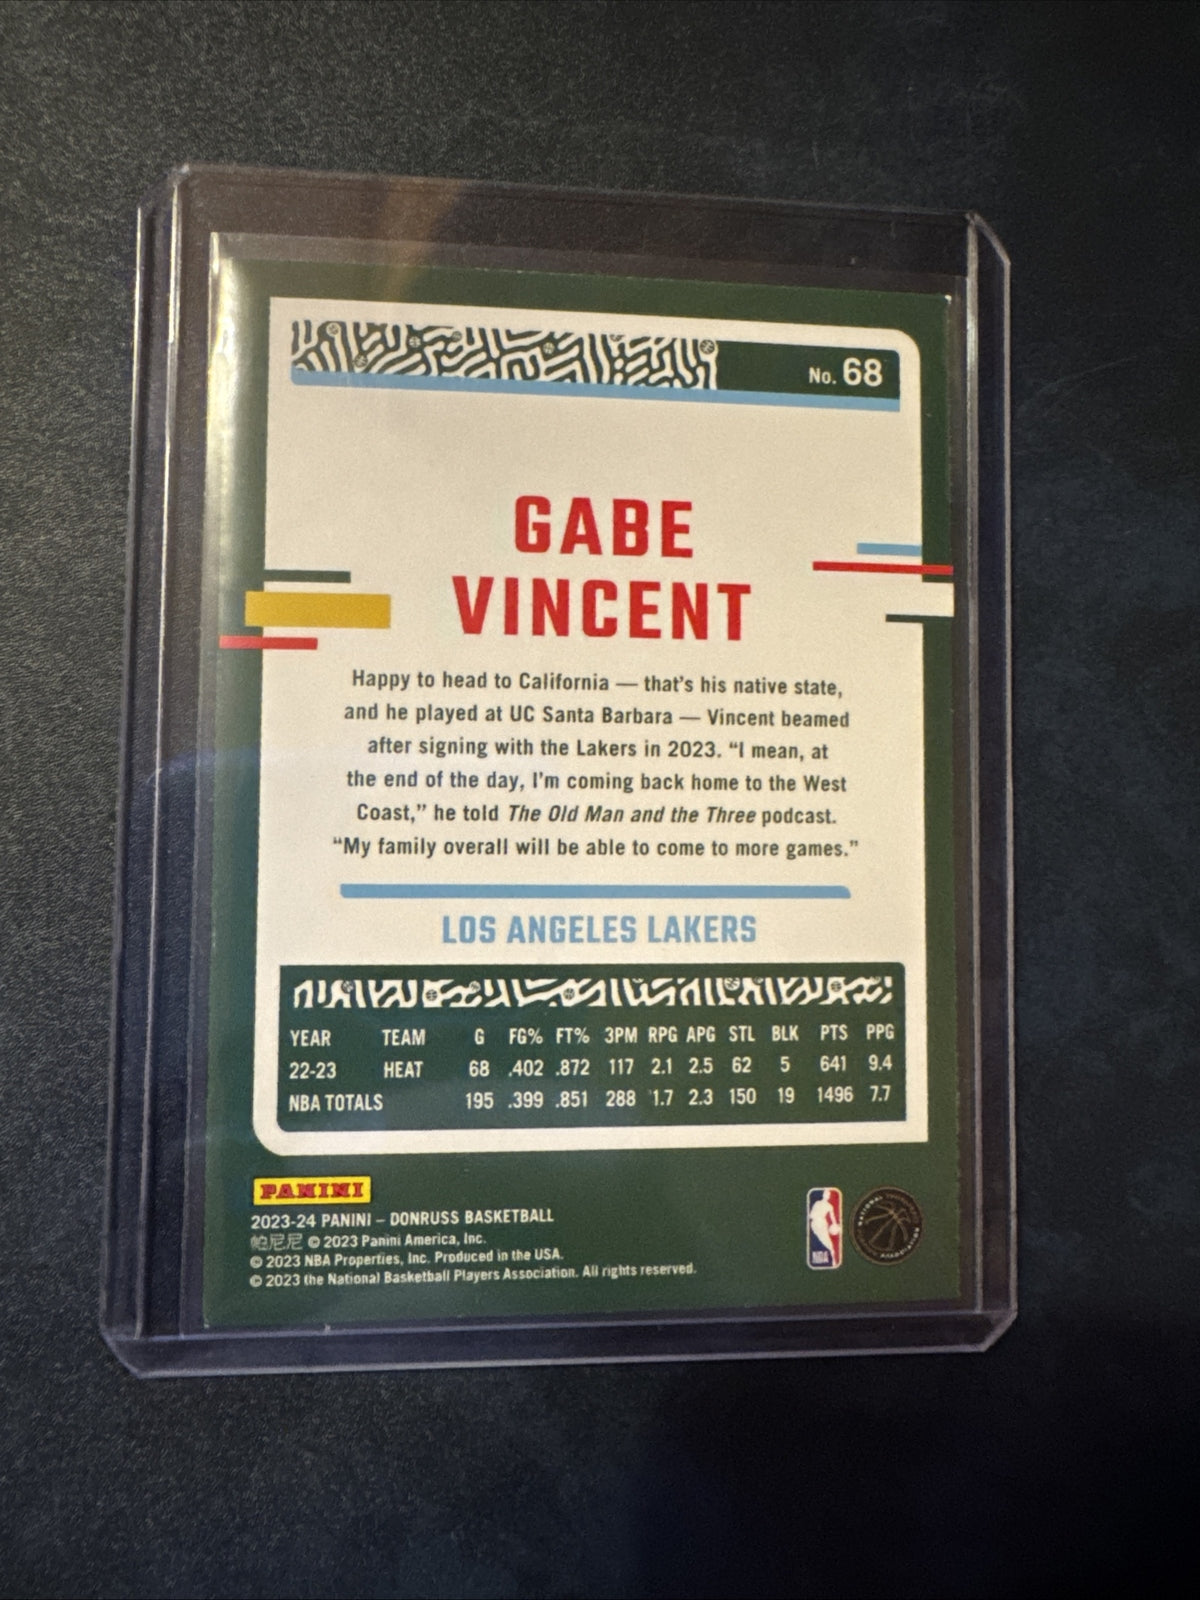 No. 68
GABE
VINCENT
Happy to head to California — that's his native state,
and he played at UC Santa Barbara — Vincent beamed
after signing with the Lakers in 2023. “I mean, at
the end of the day, I'm coming back home to the West
Coast,” he told The Old Man and the Three podcast.
“My family overall will be able to come to more games.”
LOS ANGELES LAKERS
YEAR TEAM G FG% FT% 3PM RPG APG STL BLK PTS PPG
22-23 HEAT 68 .402 .872 117 2.1 2.5 62 5 641 9.4
NBA TOTALS 195 .399 .851 288 1.7 2.3 150 19 1496 7.7
PANINI
2023-24 PANINI – DONRUSS BASKETBALL
帕尼尼 © 2023 Panini America, Inc.
© 2023 NBA Properties, Inc. Produced in the USA.
© 2023 the National Basketball Players Association. All rights reserved.
NBA